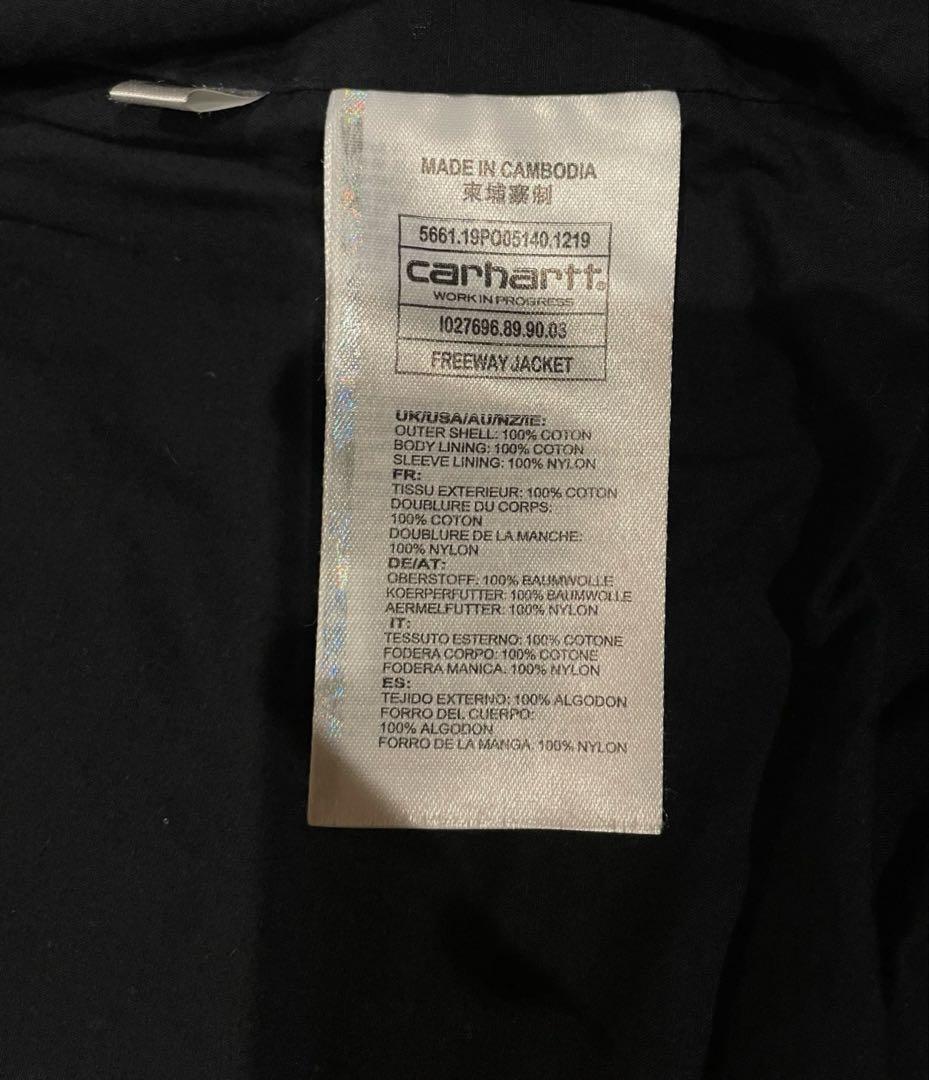 MADE IN CAMBODIA
柬埔寨制
5661.19PO05140.1219
carhartt.
WORK IN PROGRESS
I027696.89.90.03
FREEWAY JACKET
UK/USA/AU/NZ/IE:
OUTER SHELL: 100% COTON
BODY LINING: 100% COTON
SLEEVE LINING: 100% NYLON
FR:
TISSU EXTERIEUR: 100% COTON
DOUBLURE DU CORPS:
100% COTON
DOUBLURE DE LA MANCHE:
100% NYLON
DE/AT:
OBERSTOFF: 100% BAUMWOLLE
KOERPERFUTTER: 100% BAUMWOLLE
AERMELFUTTER: 100% NYLON
IT:
TESSUTO ESTERNO: 100% COTONE
FODERA CORPO: 100% COTONE
FODERA MANICA: 100% NYLON
ES:
TEJIDO EXTERNO: 100% ALGODON
FORRO DEL CUERPO:
100% ALGODON
FORRO DE LA MANGA: 100% NYLON